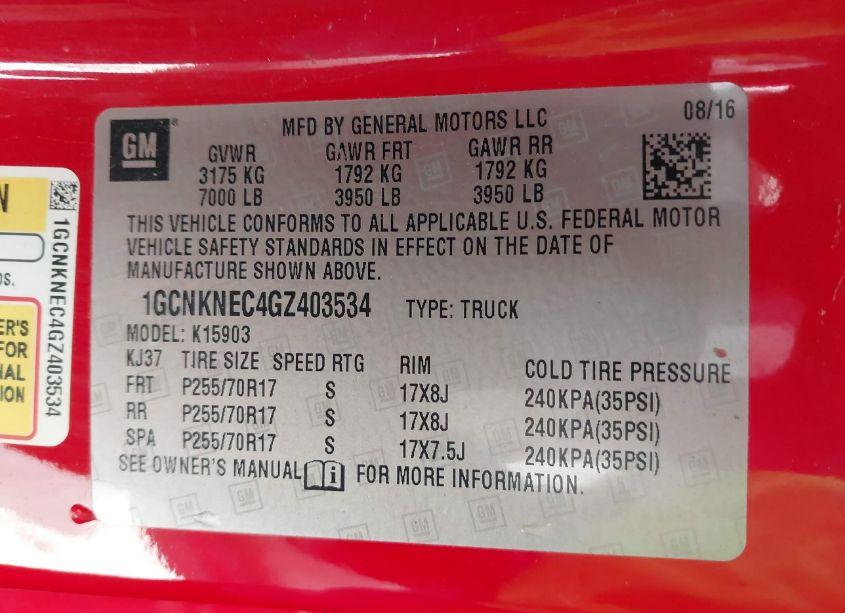 GM
MFD BY GENERAL MOTORS LLC 08/16
GVWR GAWR FRT GAWR RR
3175 KG 1792 KG 1792 KG
7000 LB 3950 LB 3950 LB
THIS VEHICLE CONFORMS TO ALL APPLICABLE U.S. FEDERAL MOTOR
VEHICLE SAFETY STANDARDS IN EFFECT ON THE DATE OF
MANUFACTURE SHOWN ABOVE.
1GCNKNEC4GZ403534 TYPE: TRUCK
MODEL: K15903
KJ37 TIRE SIZE SPEED RTG RIM COLD TIRE PRESSURE
FRT P255/70R17 S 17X8J 240KPA(35PSI)
RR P255/70R17 S 17X8J 240KPA(35PSI)
SPA P255/70R17 S 17X7.5J 240KPA(35PSI)
SEE OWNER'S MANUAL FOR MORE INFORMATION.
1GCNKNEC4GZ403534
FOR